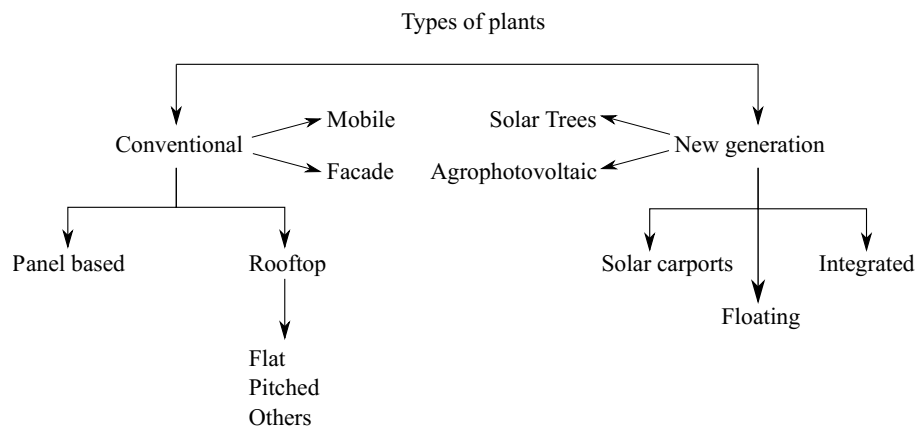 Types of plants
Mobile
Solar Trees
Conventional
New generation
Facade
Agrophotovoltaic
Panel based
Rooftop
Solar carports
Integrated
Floating
Flat
Pitched
Others